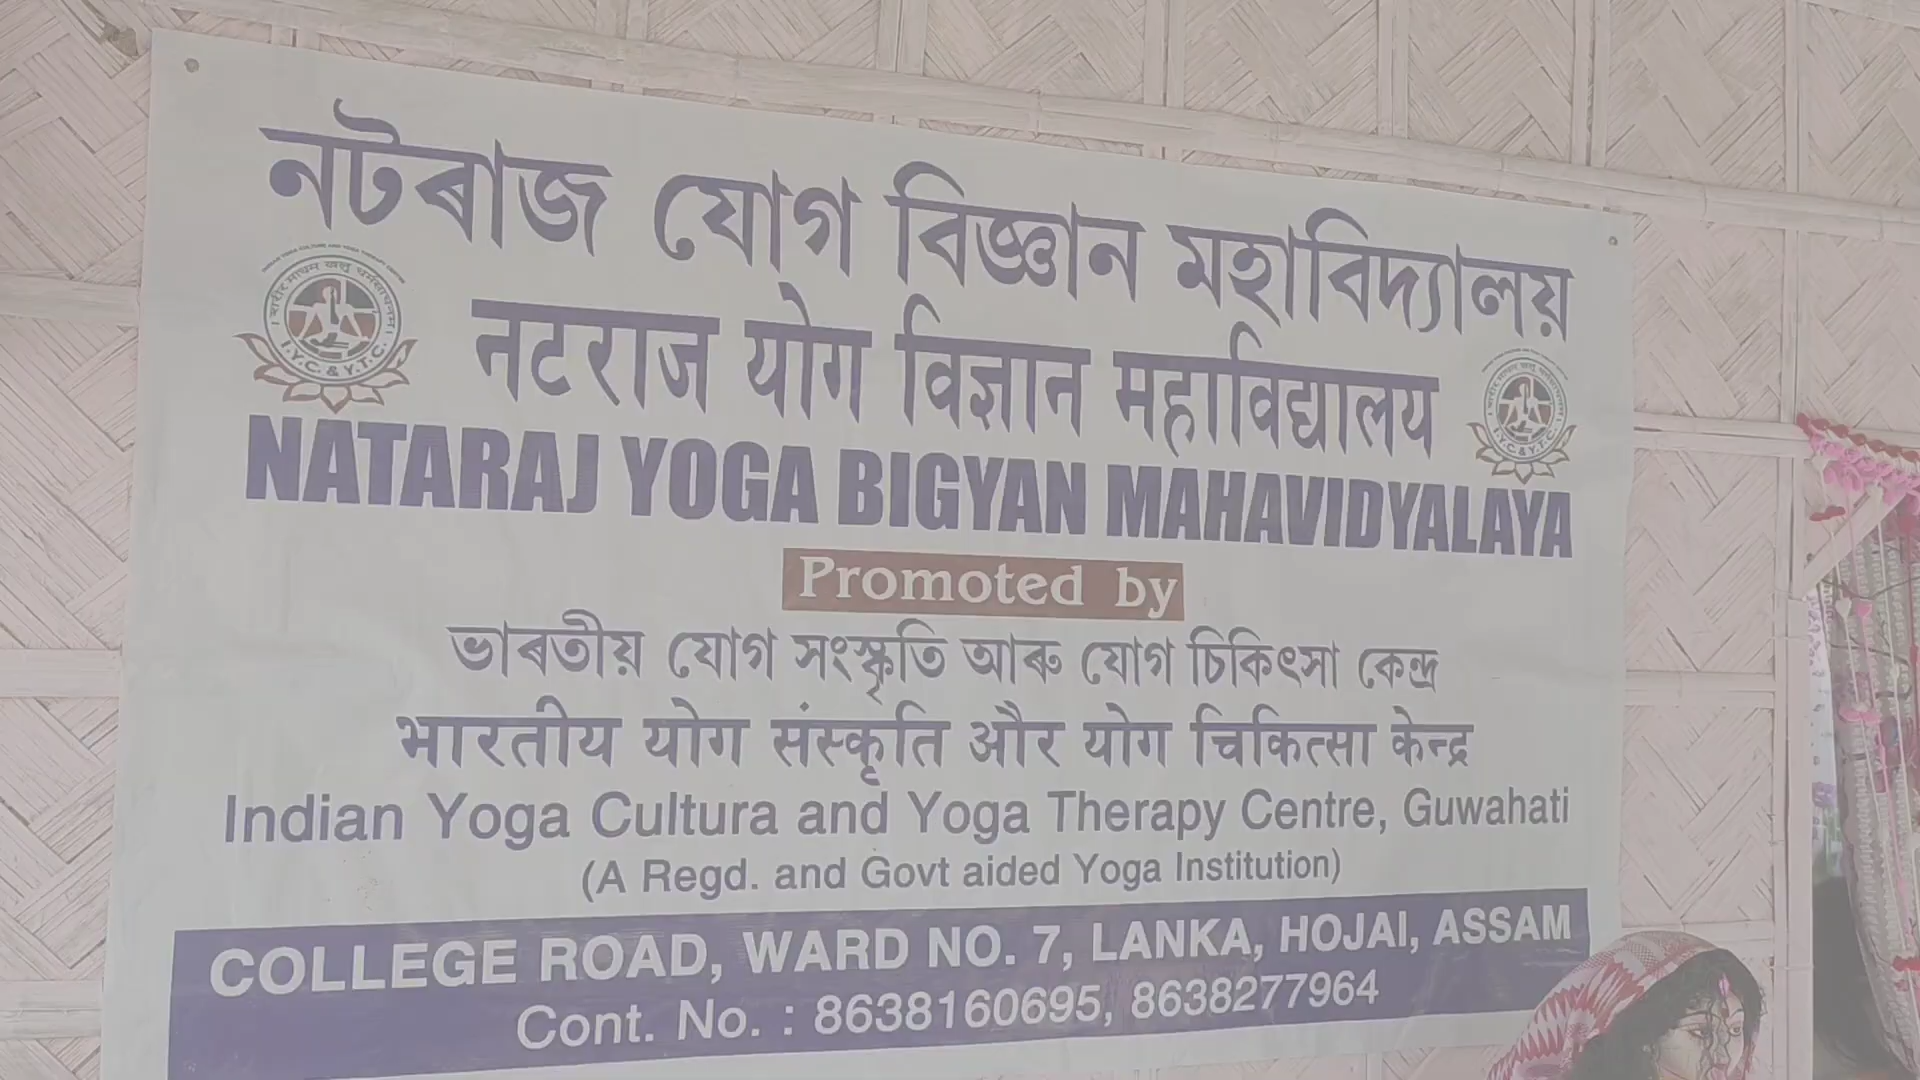 নটৰাজ যোগ বিজ্ঞান মহাবিদ্যালয়
नटराज योग विज्ञान महाविद्यालय
NATARAJ YOGA BIGYAN MAHAVIDYALAYA
I.Y.C. & Y.T.C.
I.Y.C. & Y.T.C.
Promoted by
ভাৰতীয় যোগ সংস্কৃতি আৰু যোগ চিকিৎসা কেন্দ্ৰ
भारतीय योग संस्कृति और योग चिकित्सा केन्द्र
Indian Yoga Cultura and Yoga Therapy Centre, Guwahati
(A Regd. and Govt aided Yoga Institution)
COLLEGE ROAD, WARD NO. 7, LANKA, HOJAI, ASSAM
Cont. No. : 8638160695, 8638277964